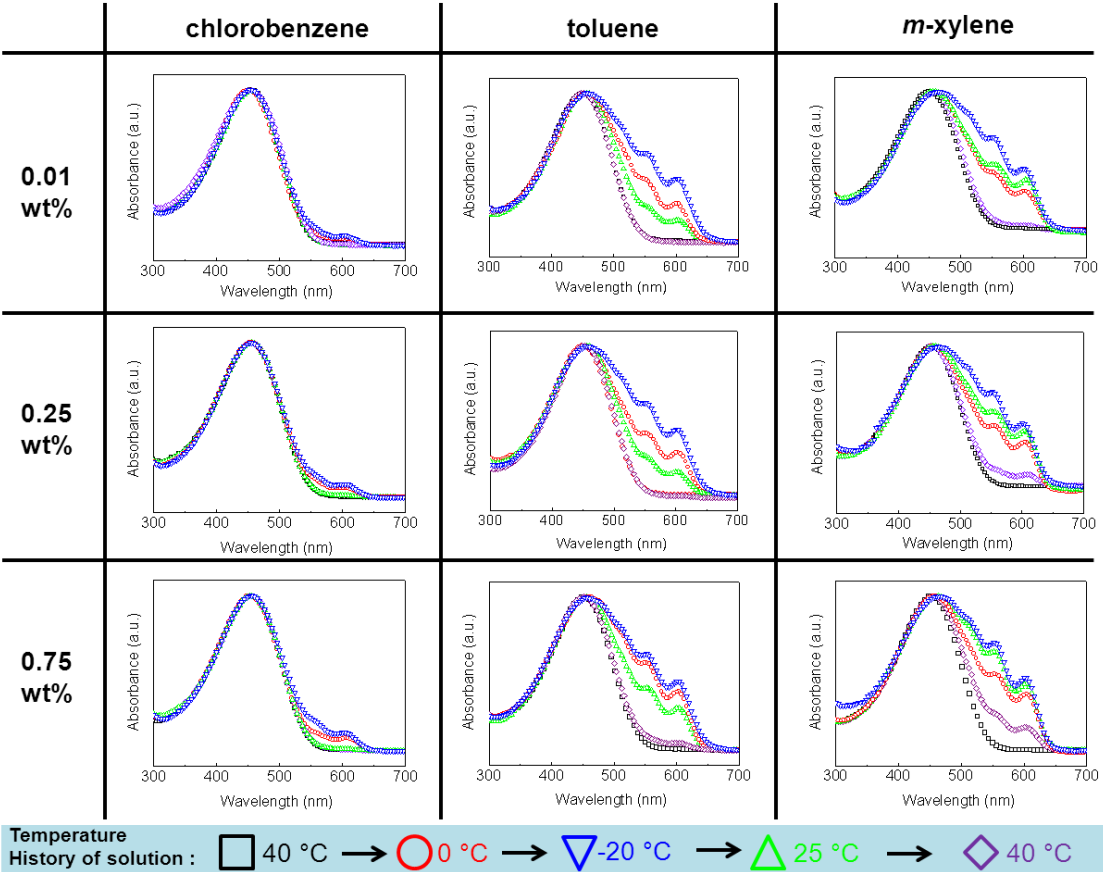 chlorobenzene
toluene
m-xylene
0.01
wt%
Absorbance (a.u.)
300 400 500 600 700
Wavelength (nm)
Absorbance (a.u.)
300 400 500 600 700
Wavelength (nm)
Absorbance (a.u.)
300 400 500 600 700
Wavelength (nm)
0.25
wt%
Absorbance (a.u.)
300 400 500 600 700
Wavelength (nm)
Absorbance (a.u.)
300 400 500 600 700
Wavelength (nm)
Absorbance (a.u.)
300 400 500 600 700
Wavelength (nm)
0.75
wt%
Absorbance (a.u.)
300 400 500 600 700
Wavelength (nm)
Absorbance (a.u.)
300 400 500 600 700
Wavelength (nm)
Absorbance (a.u.)
300 400 500 600 700
Wavelength (nm)
Temperature
History of solution : 40 °C → 0 °C → -20 °C → 25 °C → 40 °C